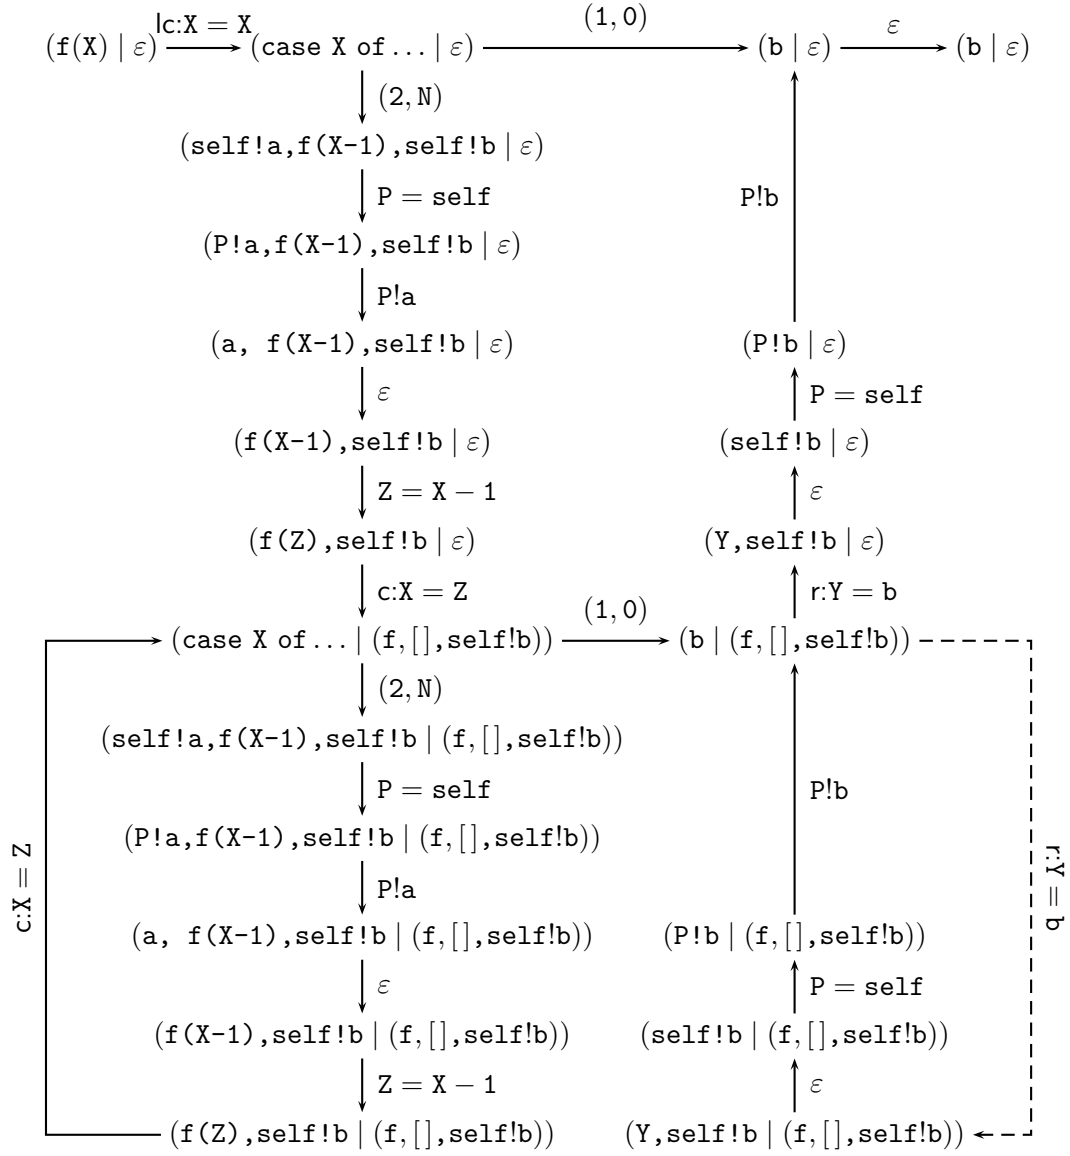 lc:X = X (1, 0)
(f(X) | ε) (case X of ... | ε) (b | ε) ε (b | ε)
(2, N)
(self!a,f(X-1),self!b | ε)
P = self P!b
(P!a,f(X-1),self!b | ε)
P!a
(a, f(X-1),self!b | ε) (P!b | ε)
ε P = self
(f(X-1),self!b | ε) (self!b | ε)
Z = X − 1 ε
(f(Z),self!b | ε) (Y,self!b | ε)
c:X = Z (1, 0) r:Y = b
(case X of ... | (f, [ ],self!b)) (b | (f, [ ],self!b))
(2, N)
(self!a,f(X-1),self!b | (f, [ ],self!b))
P = self P!b
(P!a,f(X-1),self!b | (f, [ ],self!b))
c:X = Z P!a r:Y = b
(a, f(X-1),self!b | (f, [ ],self!b)) (P!b | (f, [ ],self!b))
ε P = self
(f(X-1),self!b | (f, [ ],self!b)) (self!b | (f, [ ],self!b))
Z = X − 1 ε
(f(Z),self!b | (f, [ ],self!b)) (Y,self!b | (f, [ ],self!b))